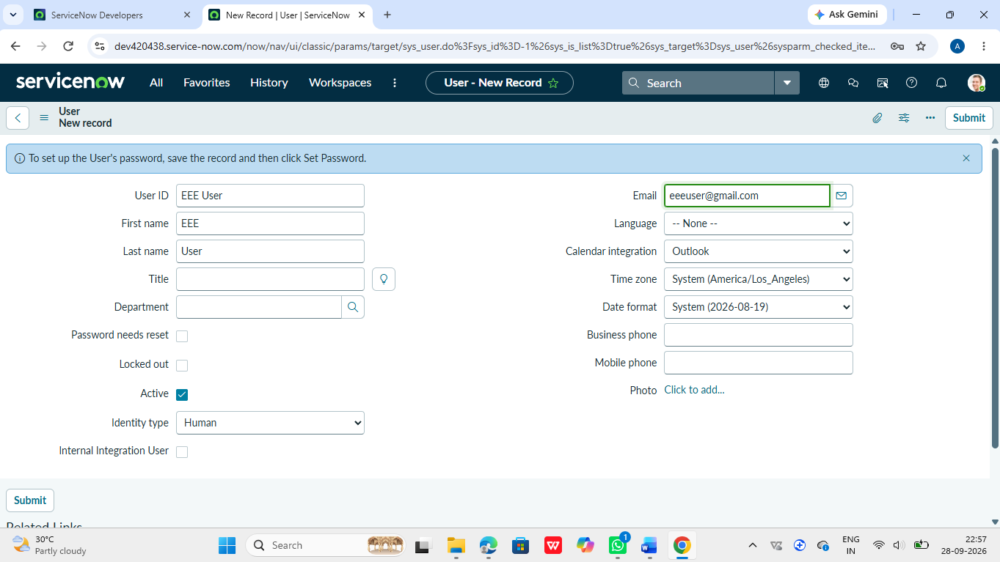 ServiceNow Developers
New Record | User | ServiceNow
Ask Gemini
dev420438.service-now.com/now/nav/ui/classic/params/target/sys_user.do%3Fsys_id%3D-1%26sys_is_list%3Dtrue%26sys_target%3Dsys_user%26sysparm_checked_ite...
A
servicenow
All
Favorites
History
Workspaces
User - New Record
Search
User
New record
Submit
To set up the User's password, save the record and then click Set Password.
User ID EEE User
First name EEE
Last name User
Title
Department
Password needs reset
Locked out
Active
Identity type Human
Internal Integration User
Email eeeuser@gmail.com
Language -- None --
Calendar integration Outlook
Time zone System (America/Los_Angeles)
Date format System (2026-08-19)
Business phone
Mobile phone
Photo Click to add...
Submit
Related Links
30°C
Partly cloudy
Search
1
ENG
IN
22:57
28-09-2026